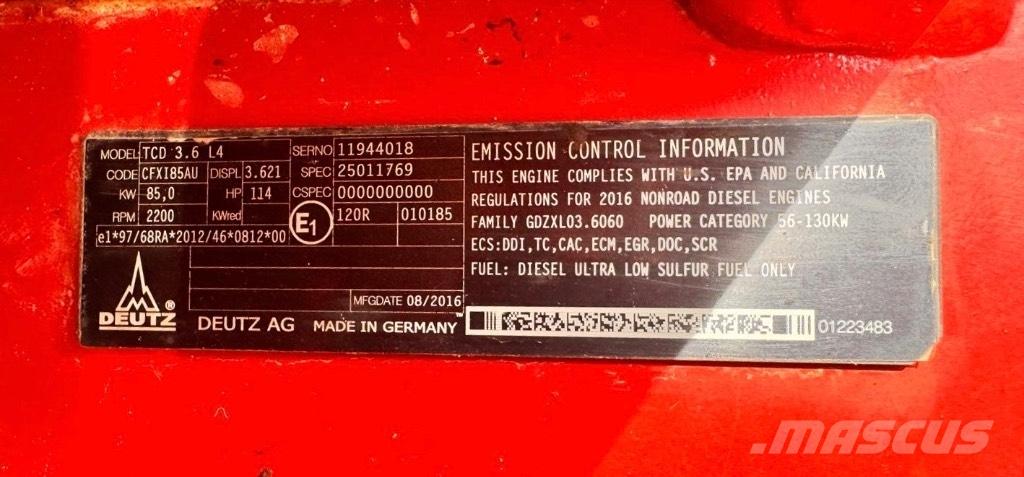 MODEL: TCD 3.6 L4
CODE CFXI85AU DISPL. 3.621
KW 85,0 HP 114
RPM 2200 KWred
e1*97/68RA*2012/46*0812*00
SERNO 11944018
SPEC 25011769
CSPEC 0000000000
E1 120R 010185
MFGDATE 08/2016
DEUTZ®
DEUTZ AG MADE IN GERMANY
EMISSION CONTROL INFORMATION
THIS ENGINE COMPLIES WITH U.S. EPA AND CALIFORNIA
REGULATIONS FOR 2016 NONROAD DIESEL ENGINES
FAMILY GDZXL03.6060 POWER CATEGORY 56-130KW
ECS:DDI,TC,CAC,ECM,EGR,DOC,SCR
FUEL: DIESEL ULTRA LOW SULFUR FUEL ONLY
™
01223483
.MASCUS